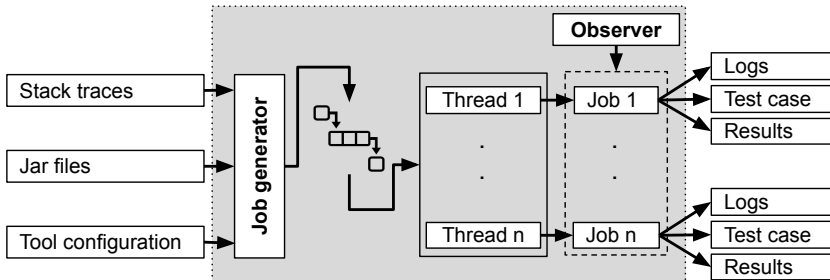 Observer
Stack traces
Jar files
Tool configuration
Job generator
Thread 1
.
.
Thread n
Job 1
.
.
Job n
Logs
Test case
Results
Logs
Test case
Results